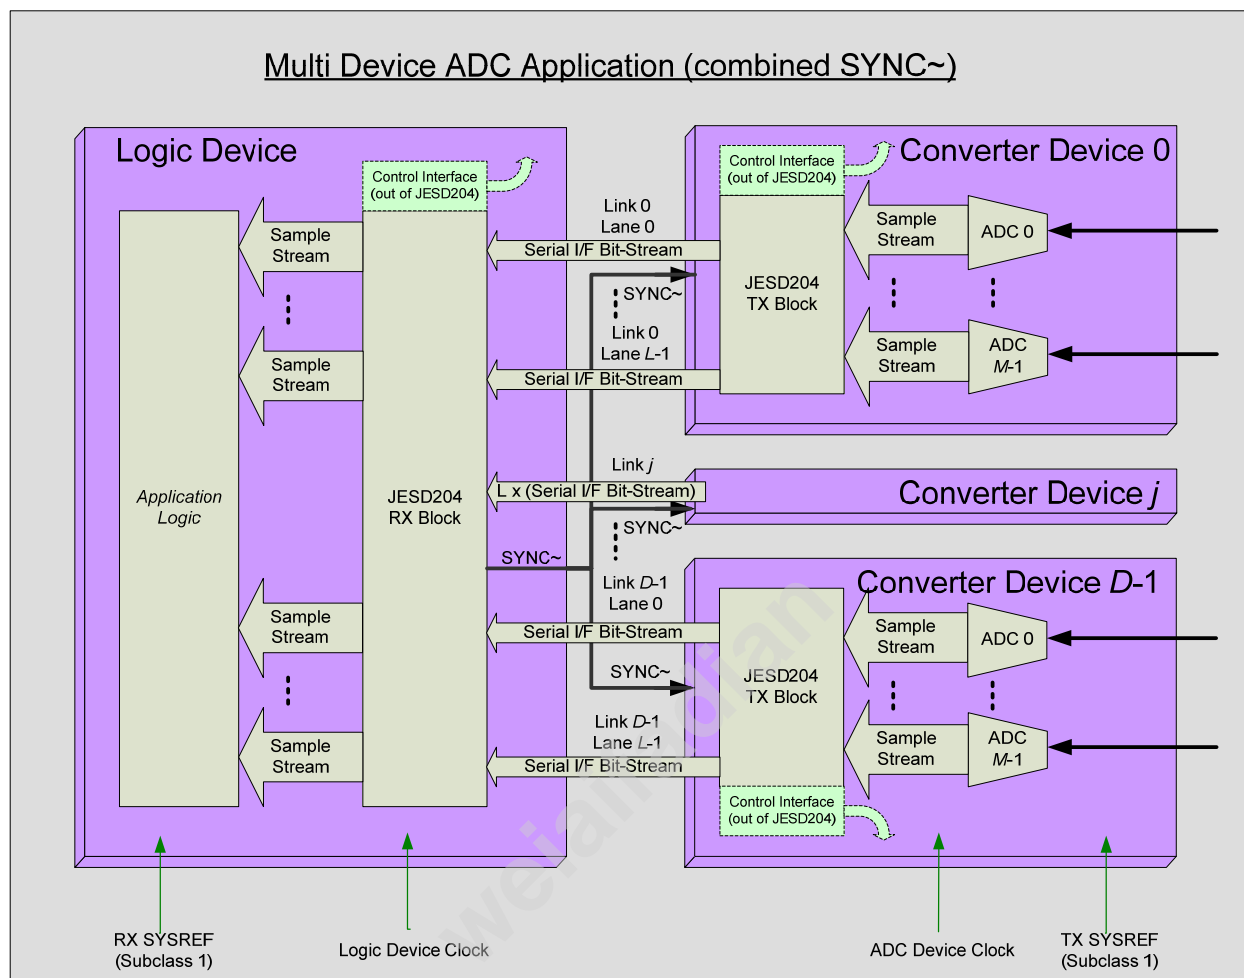 Multi Device ADC Application (combined SYNC~)
Logic Device
Control Interface
(out of JESD204)
Sample
Stream
Sample
Stream
Application
Logic
JESD204
RX Block
Sample
Stream
Sample
Stream
Link 0
Lane 0
Serial I/F Bit-Stream
SYNC~
Link 0
Lane L-1
Serial I/F Bit-Stream
Link j
L x (Serial I/F Bit-Stream)
SYNC~
SYNC~
Link D-1
Lane 0
Serial I/F Bit-Stream
SYNC~
Link D-1
Lane L-1
Serial I/F Bit-Stream
Converter Device 0
Control Interface
(out of JESD204)
JESD204
TX Block
Sample
Stream
ADC 0
Sample
Stream
ADC
M-1
Converter Device j
Converter Device D-1
JESD204
TX Block
Sample
Stream
ADC 0
Sample
Stream
ADC
M-1
Control Interface
(out of JESD204)
RX SYSREF
(Subclass 1)
Logic Device Clock
ADC Device Clock
TX SYSREF
(Subclass 1)